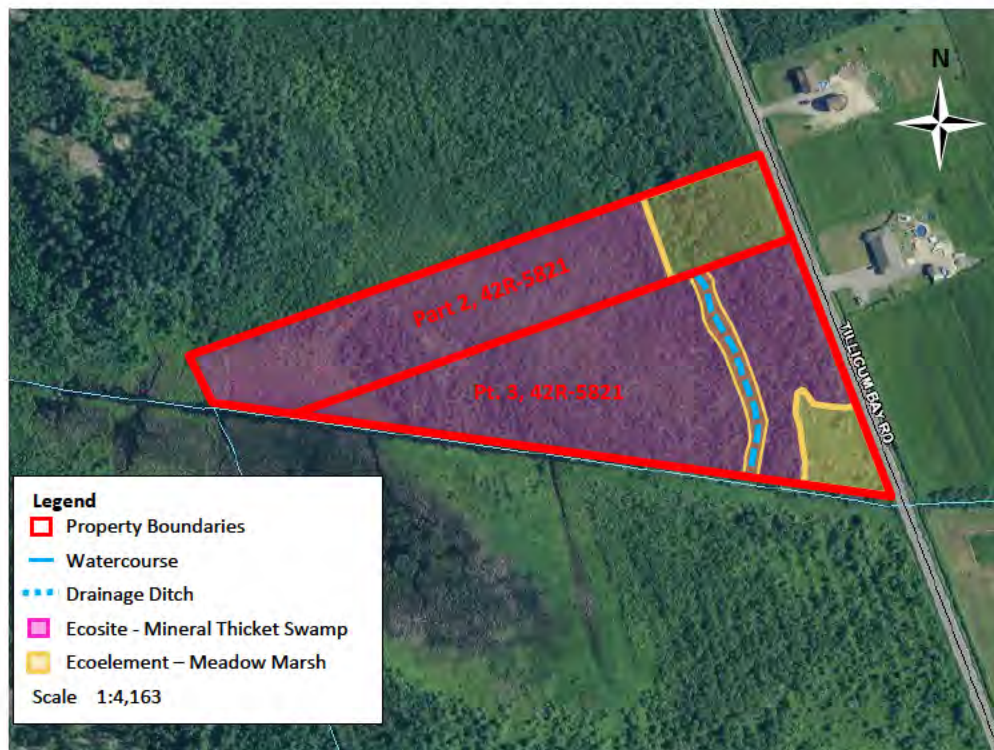 N
Part 2, 42R-5821
Pt. 3, 42R-5821
TILLICUM BAY RD
Legend
Property Boundaries
Watercourse
Drainage Ditch
Ecosite - Mineral Thicket Swamp
Ecoelement – Meadow Marsh
Scale 1:4,163